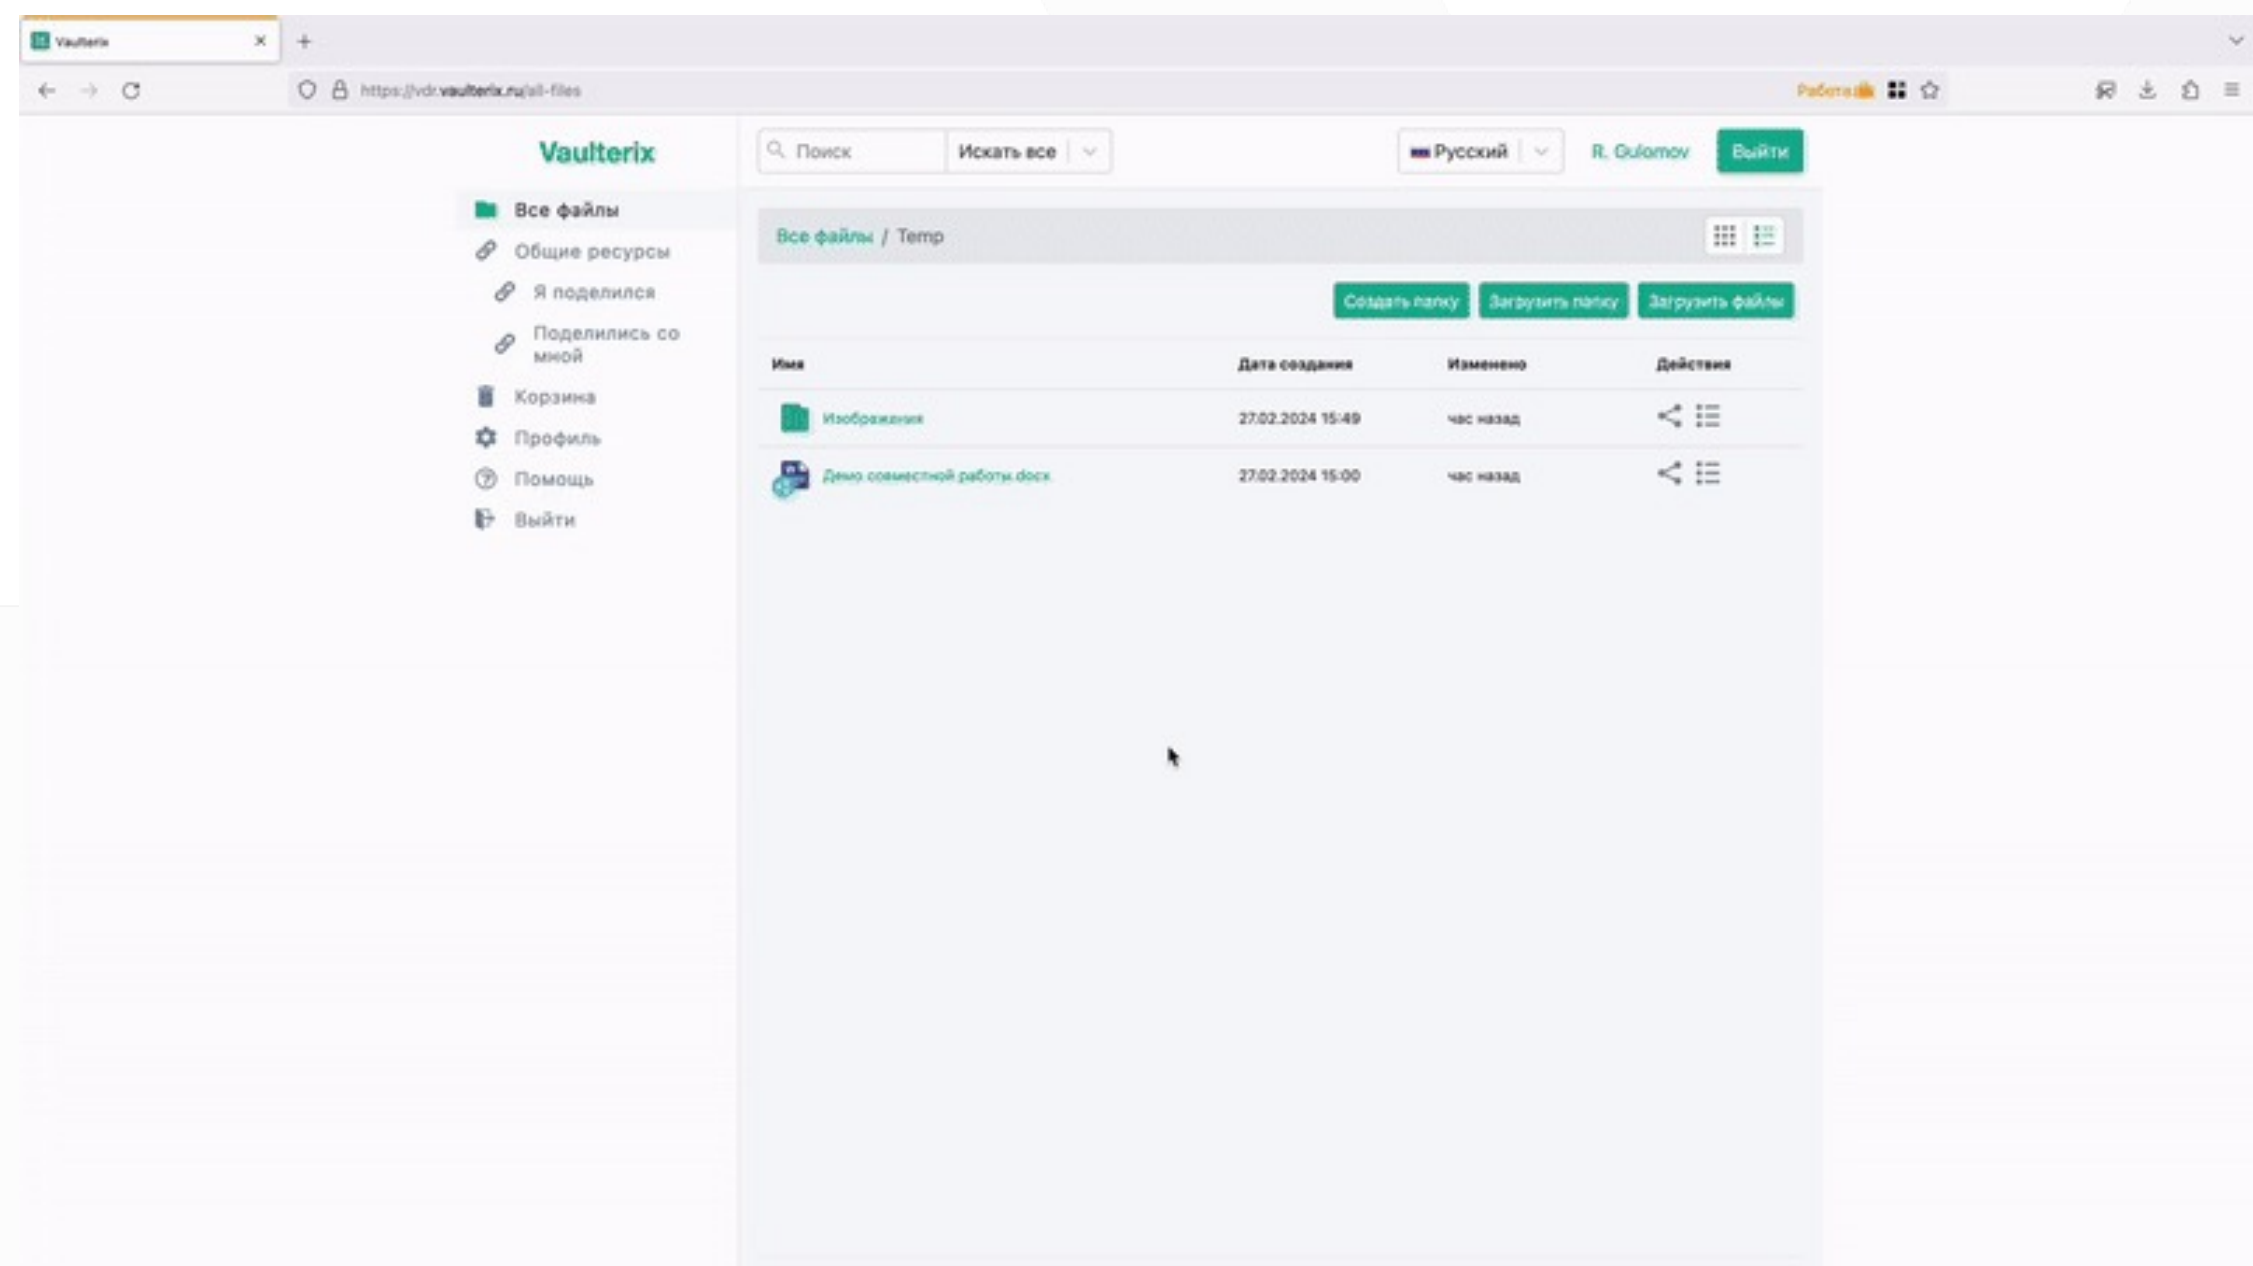 Vaulterix
https://vdr.vaulterix.ru/all-files
Работа
Vaulterix
Поиск
Искать все
Русский
R. Gulomov
Выйти
Все файлы
Общие ресурсы
Я поделился
Поделились со
мной
Корзина
Профиль
Помощь
Выйти
Все файлы / Temp
Создать папку
Загрузить папку
Загрузить файлы
Имя
Дата создания
Изменено
Действия
Изображения
27.02.2024 15:49
час назад
Демо совместной работы.docx
27.02.2024 15:00
час назад